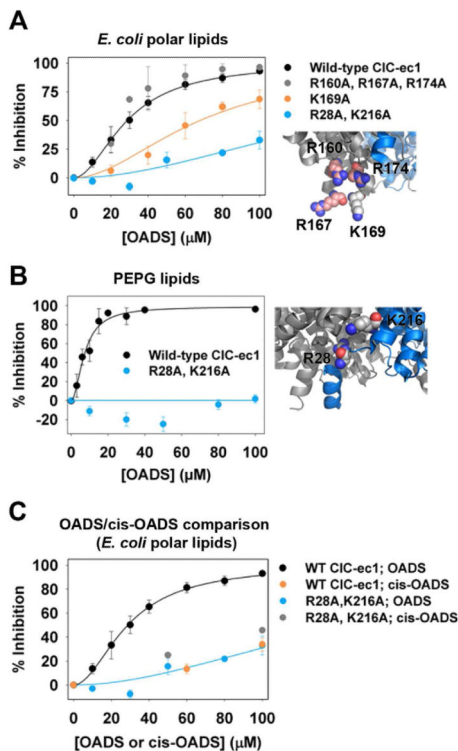 A
E. coli polar lipids
% Inhibition
100
75
50
25
0
0 20 40 60 80 100
[OADS] (µM)
Wild-type ClC-ec1
R160A, R167A, R174A
K169A
R28A, K216A
R160
R174
R167
K169
B
PEPG lipids
% Inhibition
100
80
60
40
20
0
-20
0 20 40 60 80 100
[OADS] (µM)
Wild-type ClC-ec1
R28A, K216A
K216
R28
C
OADS/cis-OADS comparison
(E. coli polar lipids)
% Inhibition
100
80
60
40
20
0
0 20 40 60 80 100
[OADS or cis-OADS] (µM)
WT ClC-ec1; OADS
WT ClC-ec1; cis-OADS
R28A,K216A; OADS
R28A, K216A; cis-OADS